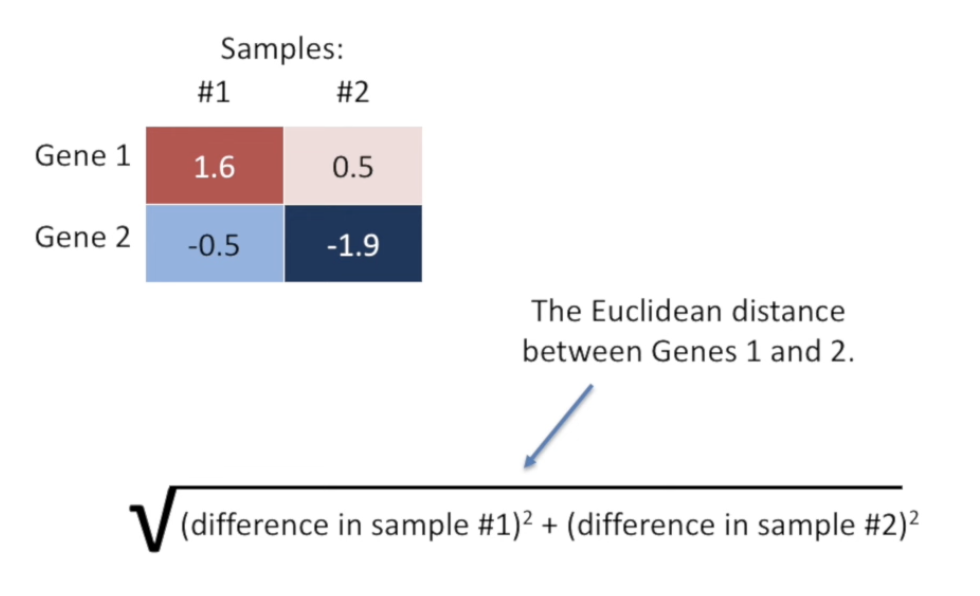 Samples:
#1 #2
Gene 1 1.6 0.5
Gene 2 -0.5 -1.9
The Euclidean distance
between Genes 1 and 2.
√(difference in sample #1)² + (difference in sample #2)²